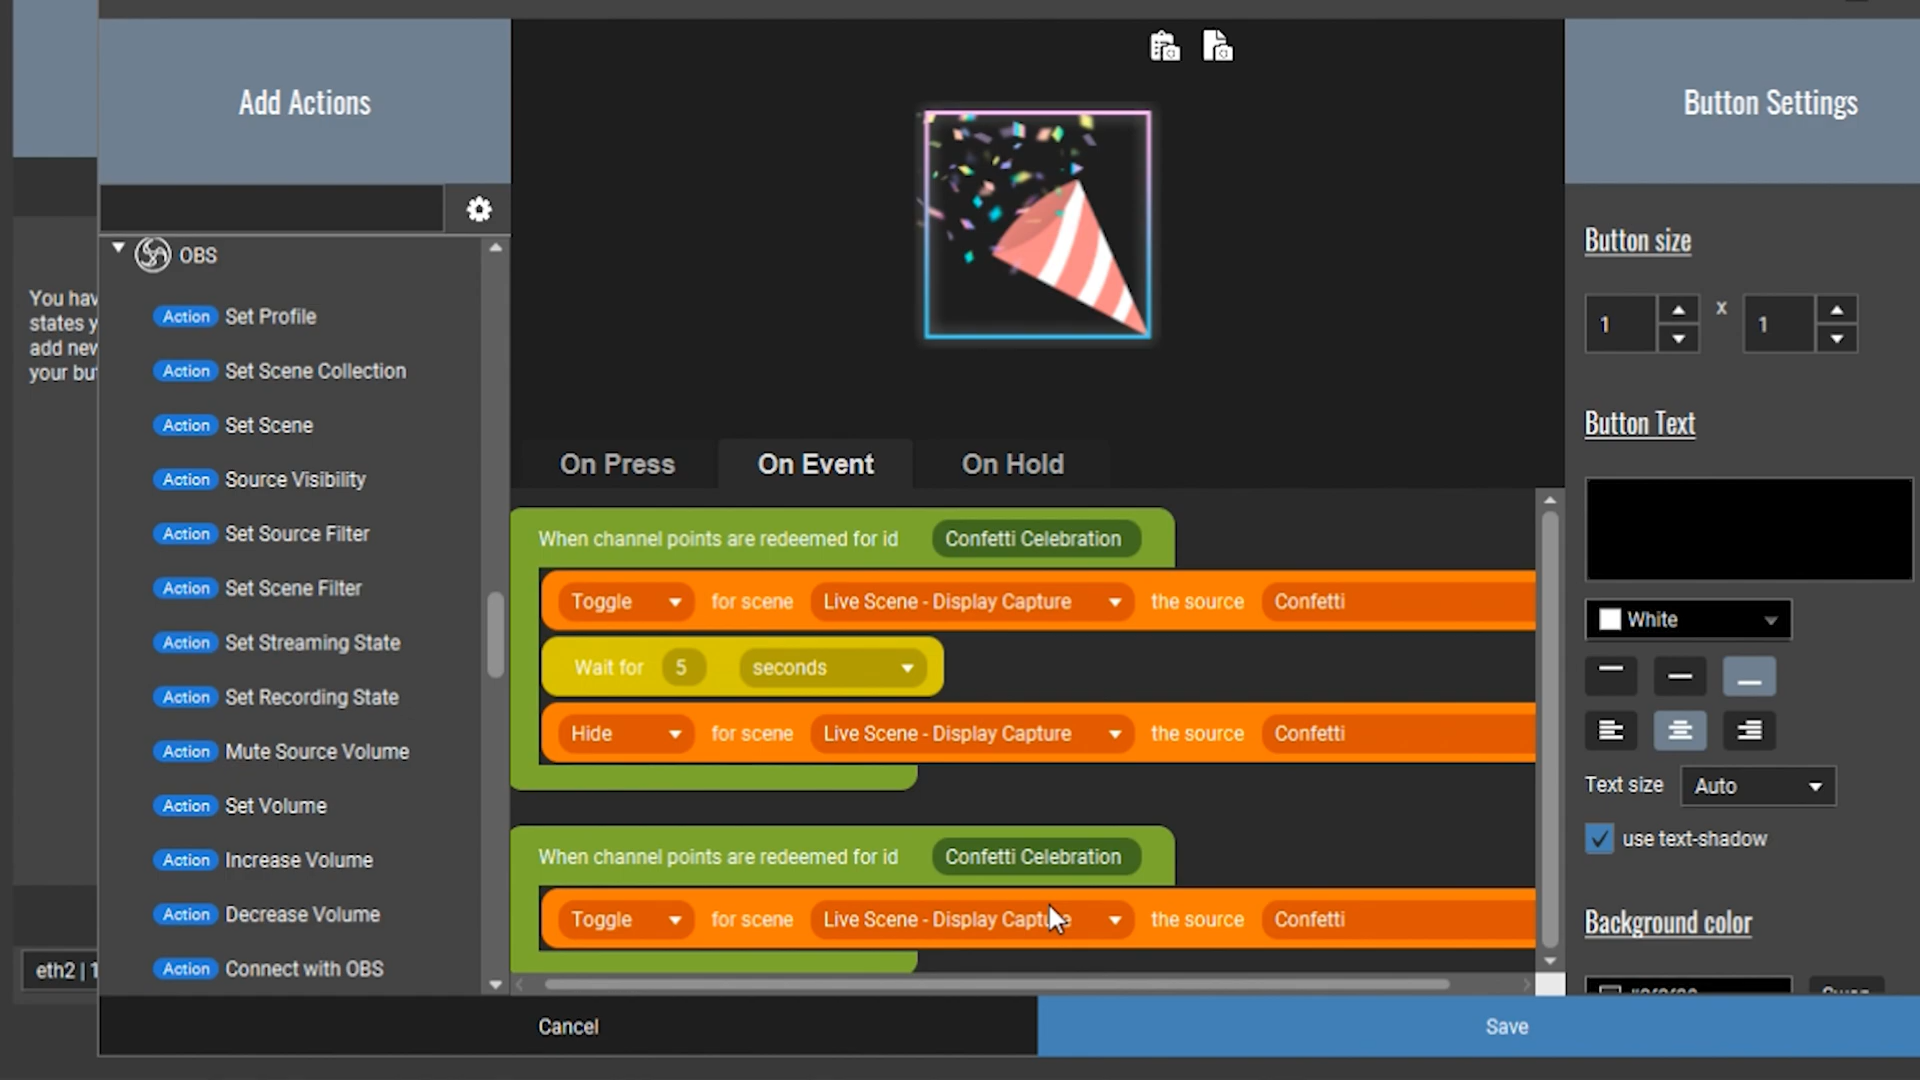 Add Actions
Button Settings
OBS
Action Set Profile
Action Set Scene Collection
Action Set Scene
Action Source Visibility
Action Set Source Filter
Action Set Scene Filter
Action Set Streaming State
Action Set Recording State
Action Mute Source Volume
Action Set Volume
Action Increase Volume
Action Decrease Volume
Action Connect with OBS
You hav
states y
add new
your but
eth2 | 1
On Press
On Event
On Hold
When channel points are redeemed for id Confetti Celebration
Toggle for scene Live Scene - Display Capture the source Confetti
Wait for 5 seconds
Hide for scene Live Scene - Display Capture the source Confetti
When channel points are redeemed for id Confetti Celebration
Toggle for scene Live Scene - Display Capture the source Confetti
Button size
1 x 1
Button Text
White
Text size Auto
use text-shadow
Background color
Cancel
Save